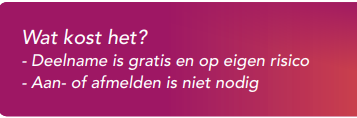 Wat kost het?
- Deelname is gratis en op eigen risico
- Aan- of afmelden is niet nodig